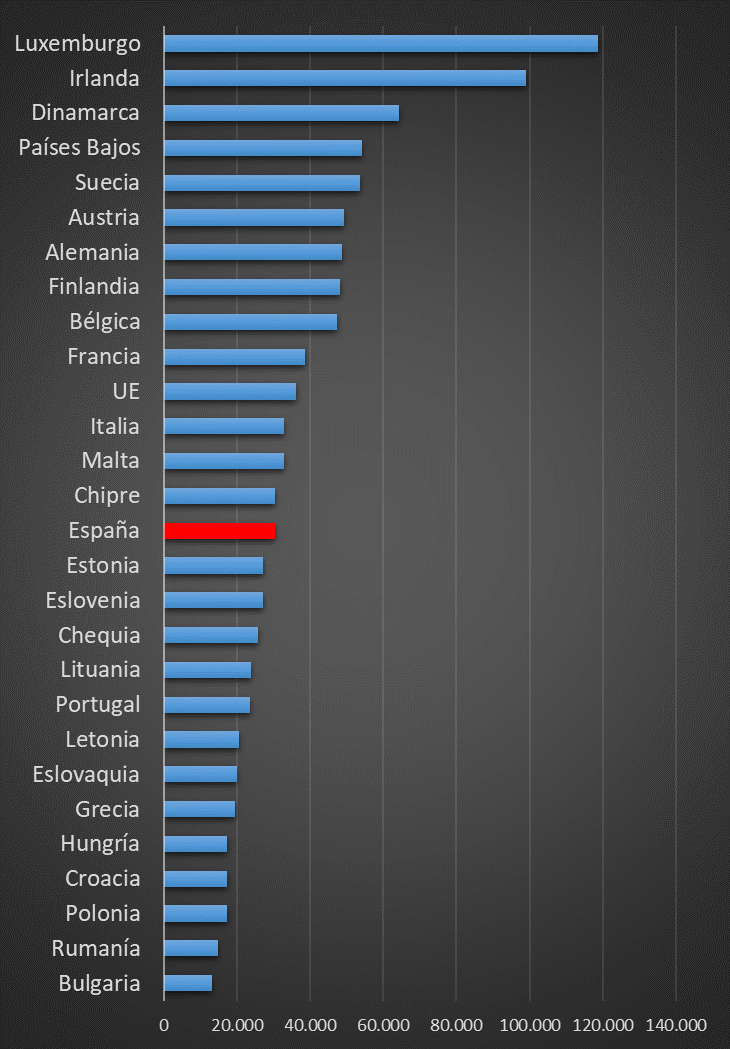 Luxemburgo
Irlanda
Dinamarca
Países Bajos
Suecia
Austria
Alemania
Finlandia
Bélgica
Francia
UE
Italia
Malta
Chipre
España
Estonia
Eslovenia
Chequia
Lituania
Portugal
Letonia
Eslovaquia
Grecia
Hungría
Croacia
Polonia
Rumanía
Bulgaria
0 20.000 40.000 60.000 80.000 100.000 120.000 140.000